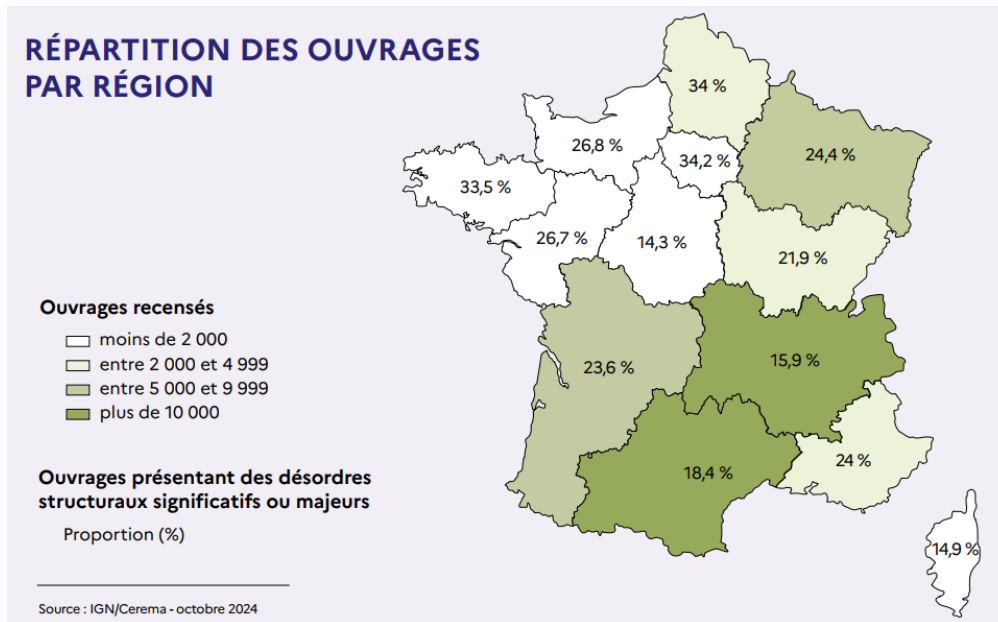 RÉPARTITION DES OUVRAGES
PAR RÉGION
34 %
26,8 %
34,2 %
24,4 %
33,5 %
26,7 %
14,3 %
21,9 %
Ouvrages recensés
moins de 2 000
entre 2 000 et 4 999
entre 5 000 et 9 999
plus de 10 000
23,6 %
15,9 %
24 %
18,4 %
14,9 %
Ouvrages présentant des désordres
structuraux significatifs ou majeurs
Proportion (%)
Source : IGN/Cerema - octobre 2024